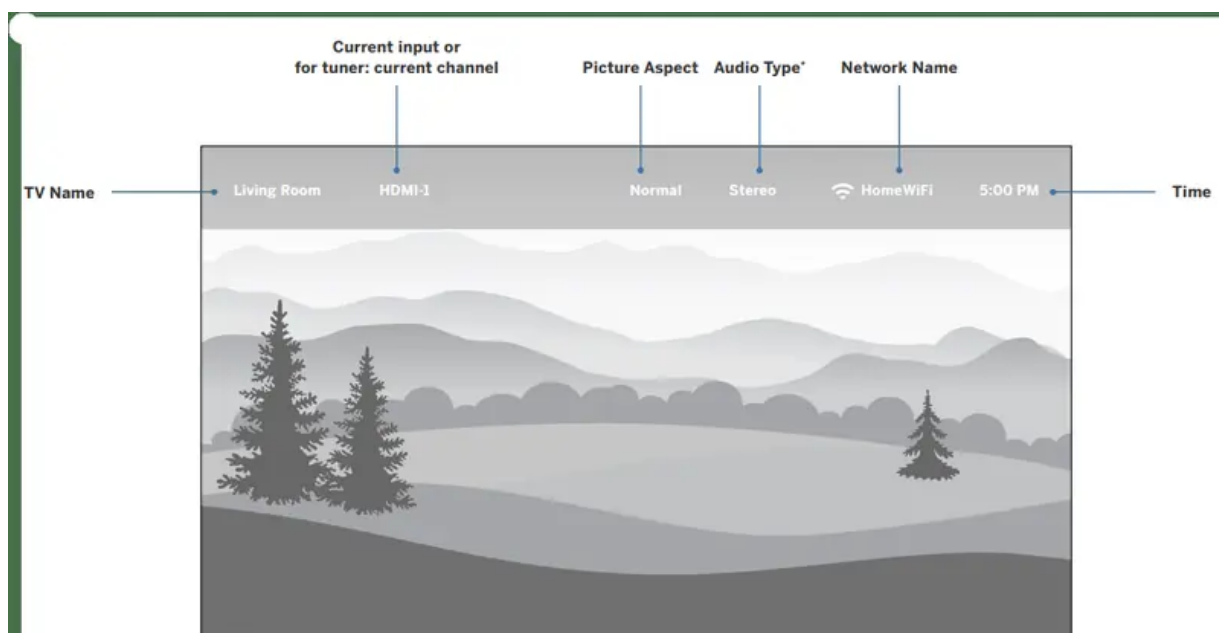 Current input or
for tuner: current channel
Picture Aspect
Audio Type*
Network Name
TV Name
Living Room
HDMI-1
Normal
Stereo
HomeWiFi
5:00 PM
Time